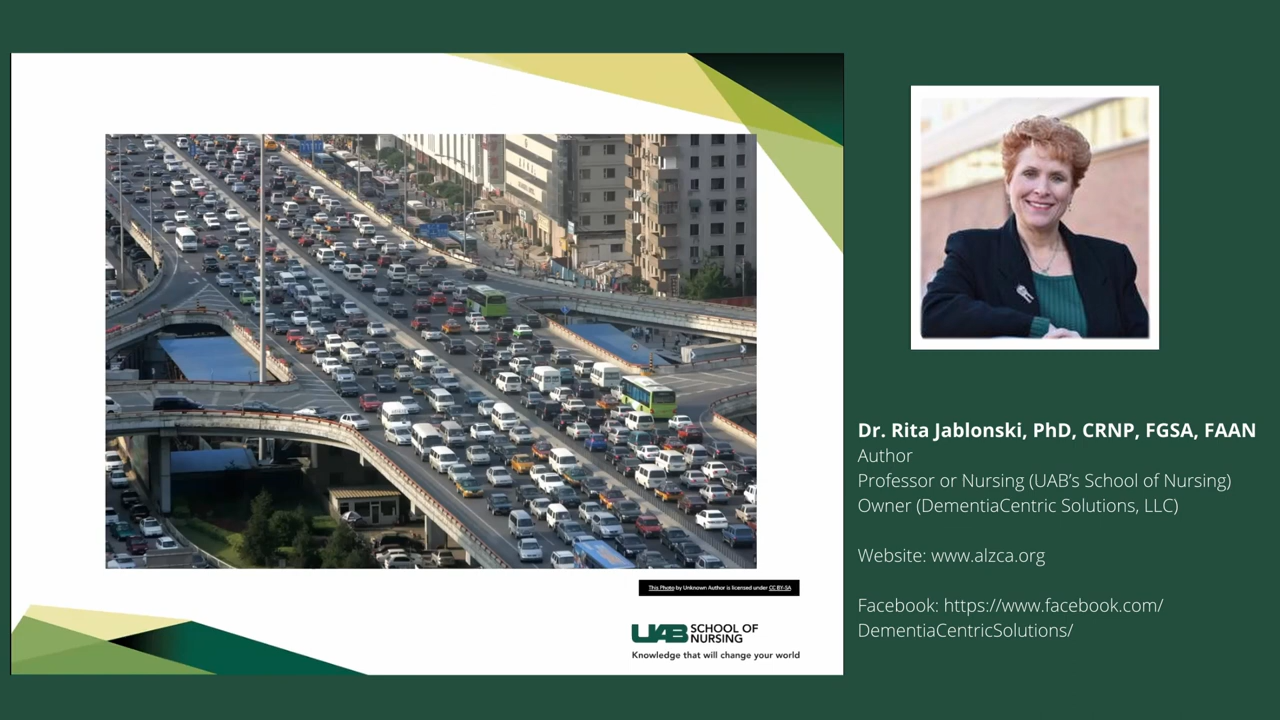 This Photo by Unknown Author is licensed under CC BY-SA
UAB SCHOOL OF
NURSING
Knowledge that will change your world
Dr. Rita Jablonski, PhD, CRNP, FGSA, FAAN
Author
Professor or Nursing (UAB’s School of Nursing)
Owner (DementiaCentric Solutions, LLC)
Website: www.alzca.org
Facebook: https://www.facebook.com/
DementiaCentricSolutions/